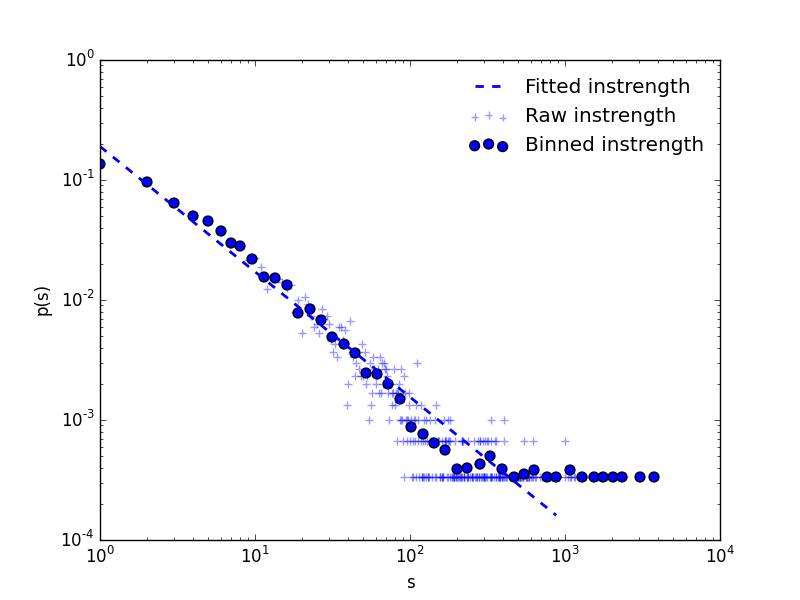 10^0
Fitted instrength
Raw instrength
Binned instrength
10^-1
10^-2
p(s)
10^-3
10^-4
10^0 10^1 10^2 10^3 10^4
s